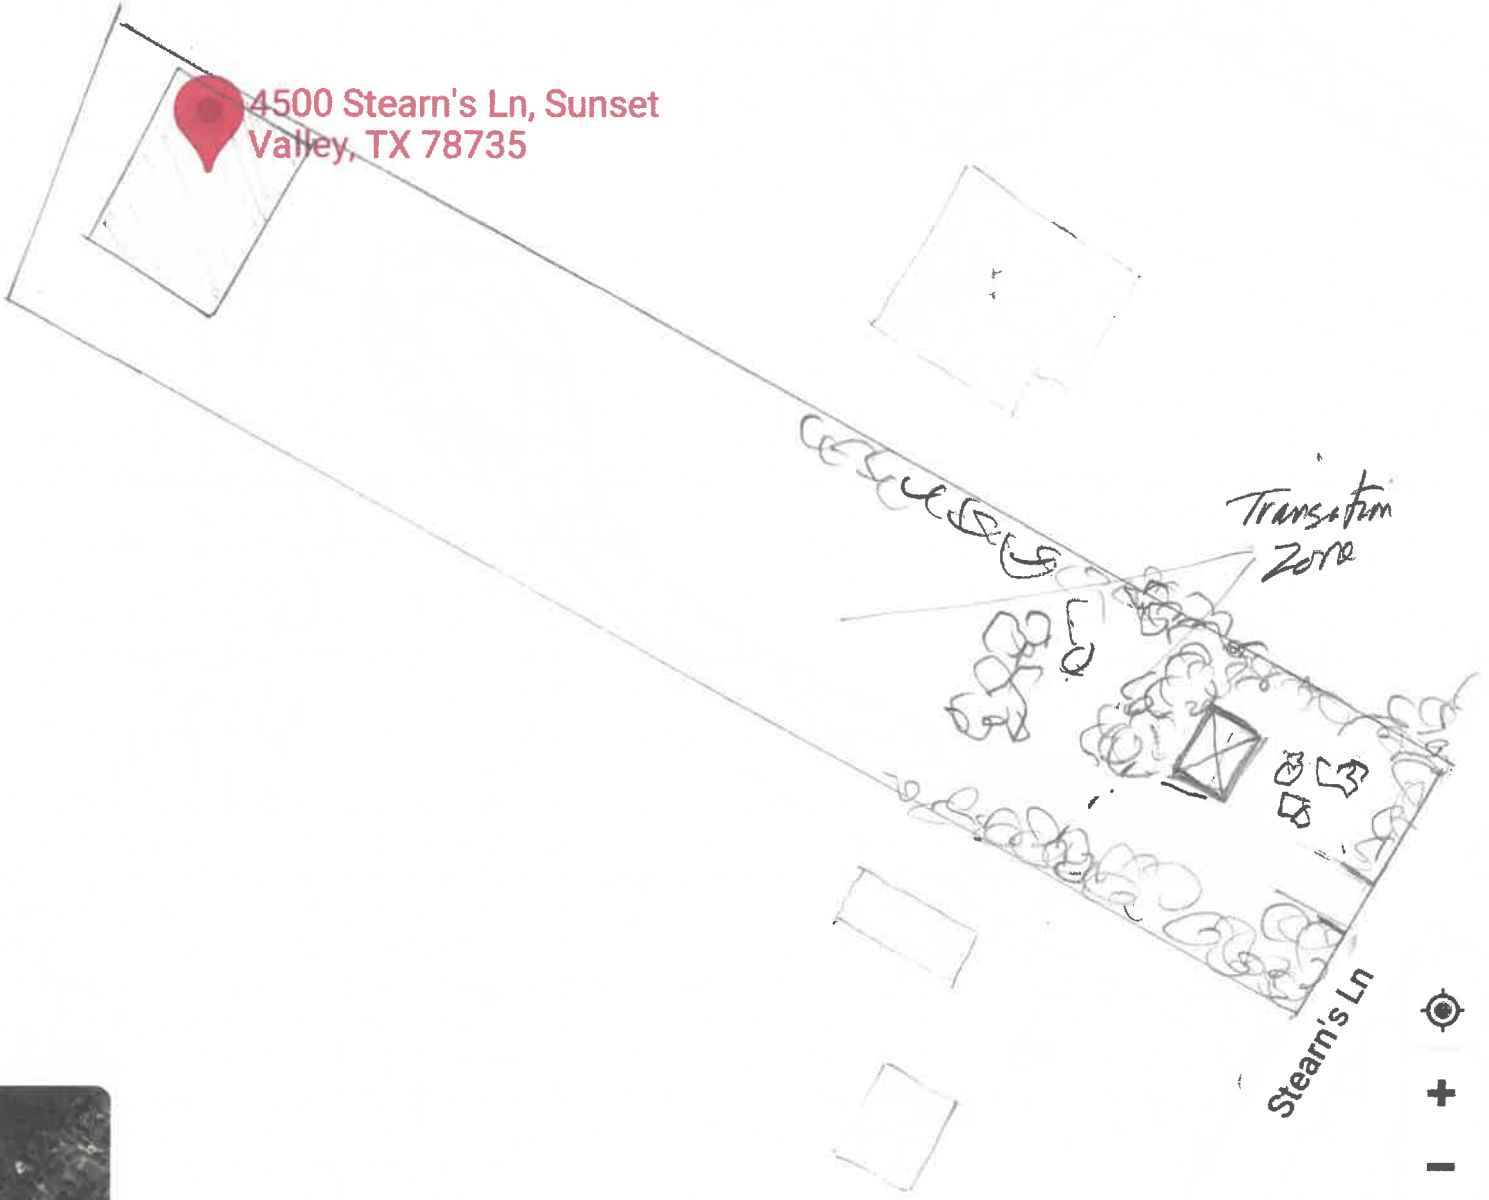 4500 Stearn's Ln, Sunset
Valley, TX 78735
Transition
Zone
Stearn's Ln